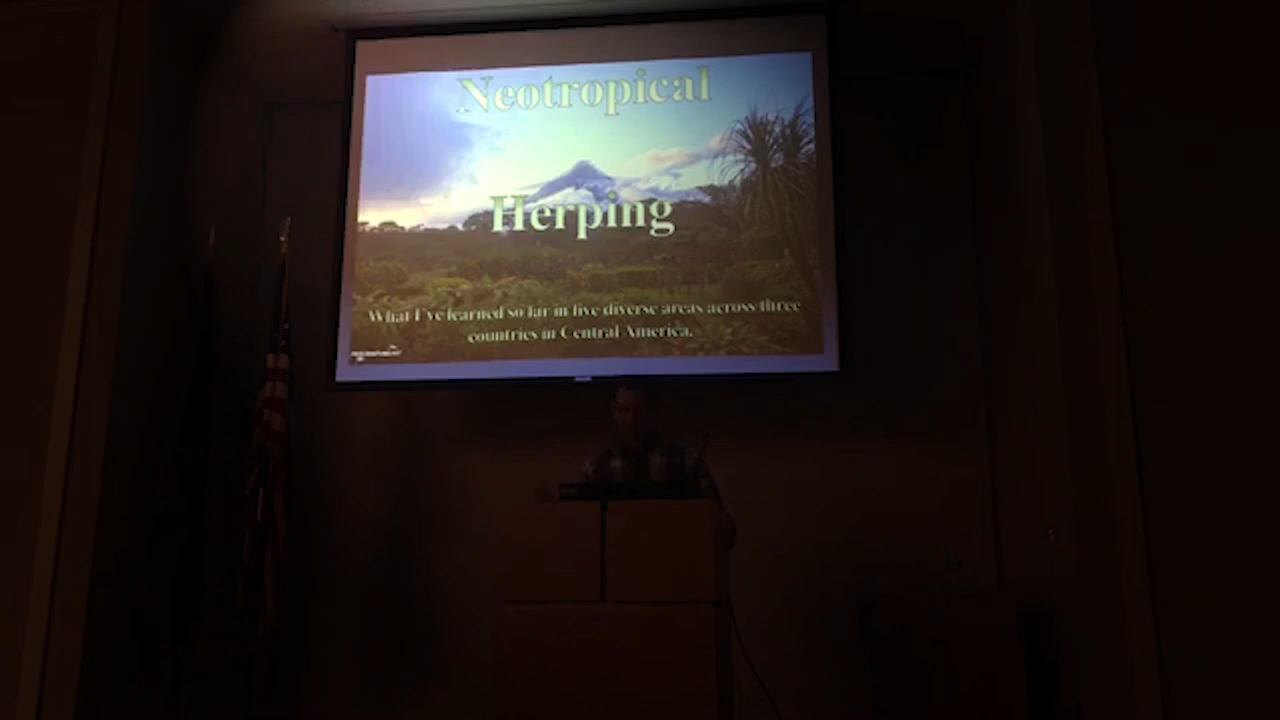 Neotropical
Herping
What I've learned so far in five diverse areas across three
countries in Central America.